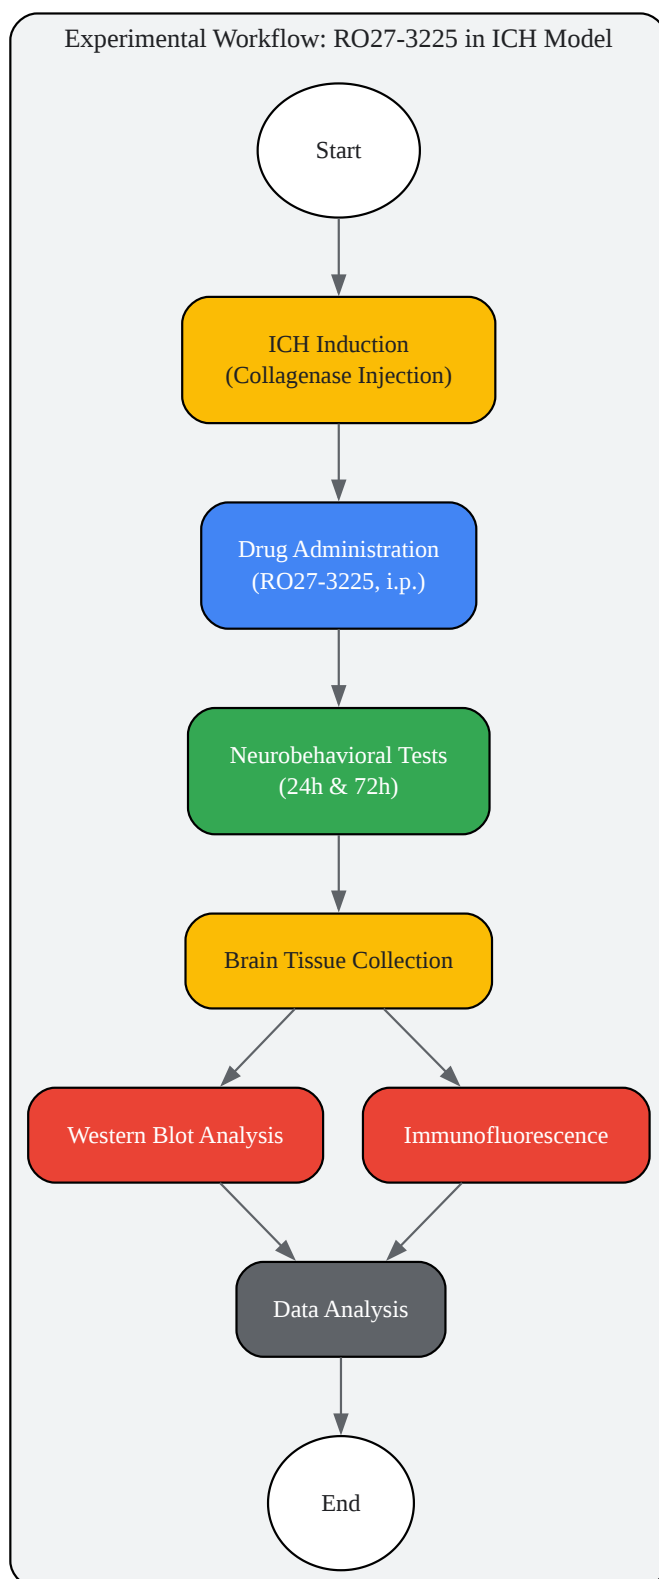 Experimental Workflow: RO27-3225 in ICH Model
Start
ICH Induction
(Collagenase Injection)
Drug Administration
(RO27-3225, i.p.)
Neurobehavioral Tests
(24h & 72h)
Brain Tissue Collection
Western Blot Analysis
Immunofluorescence
Data Analysis
End